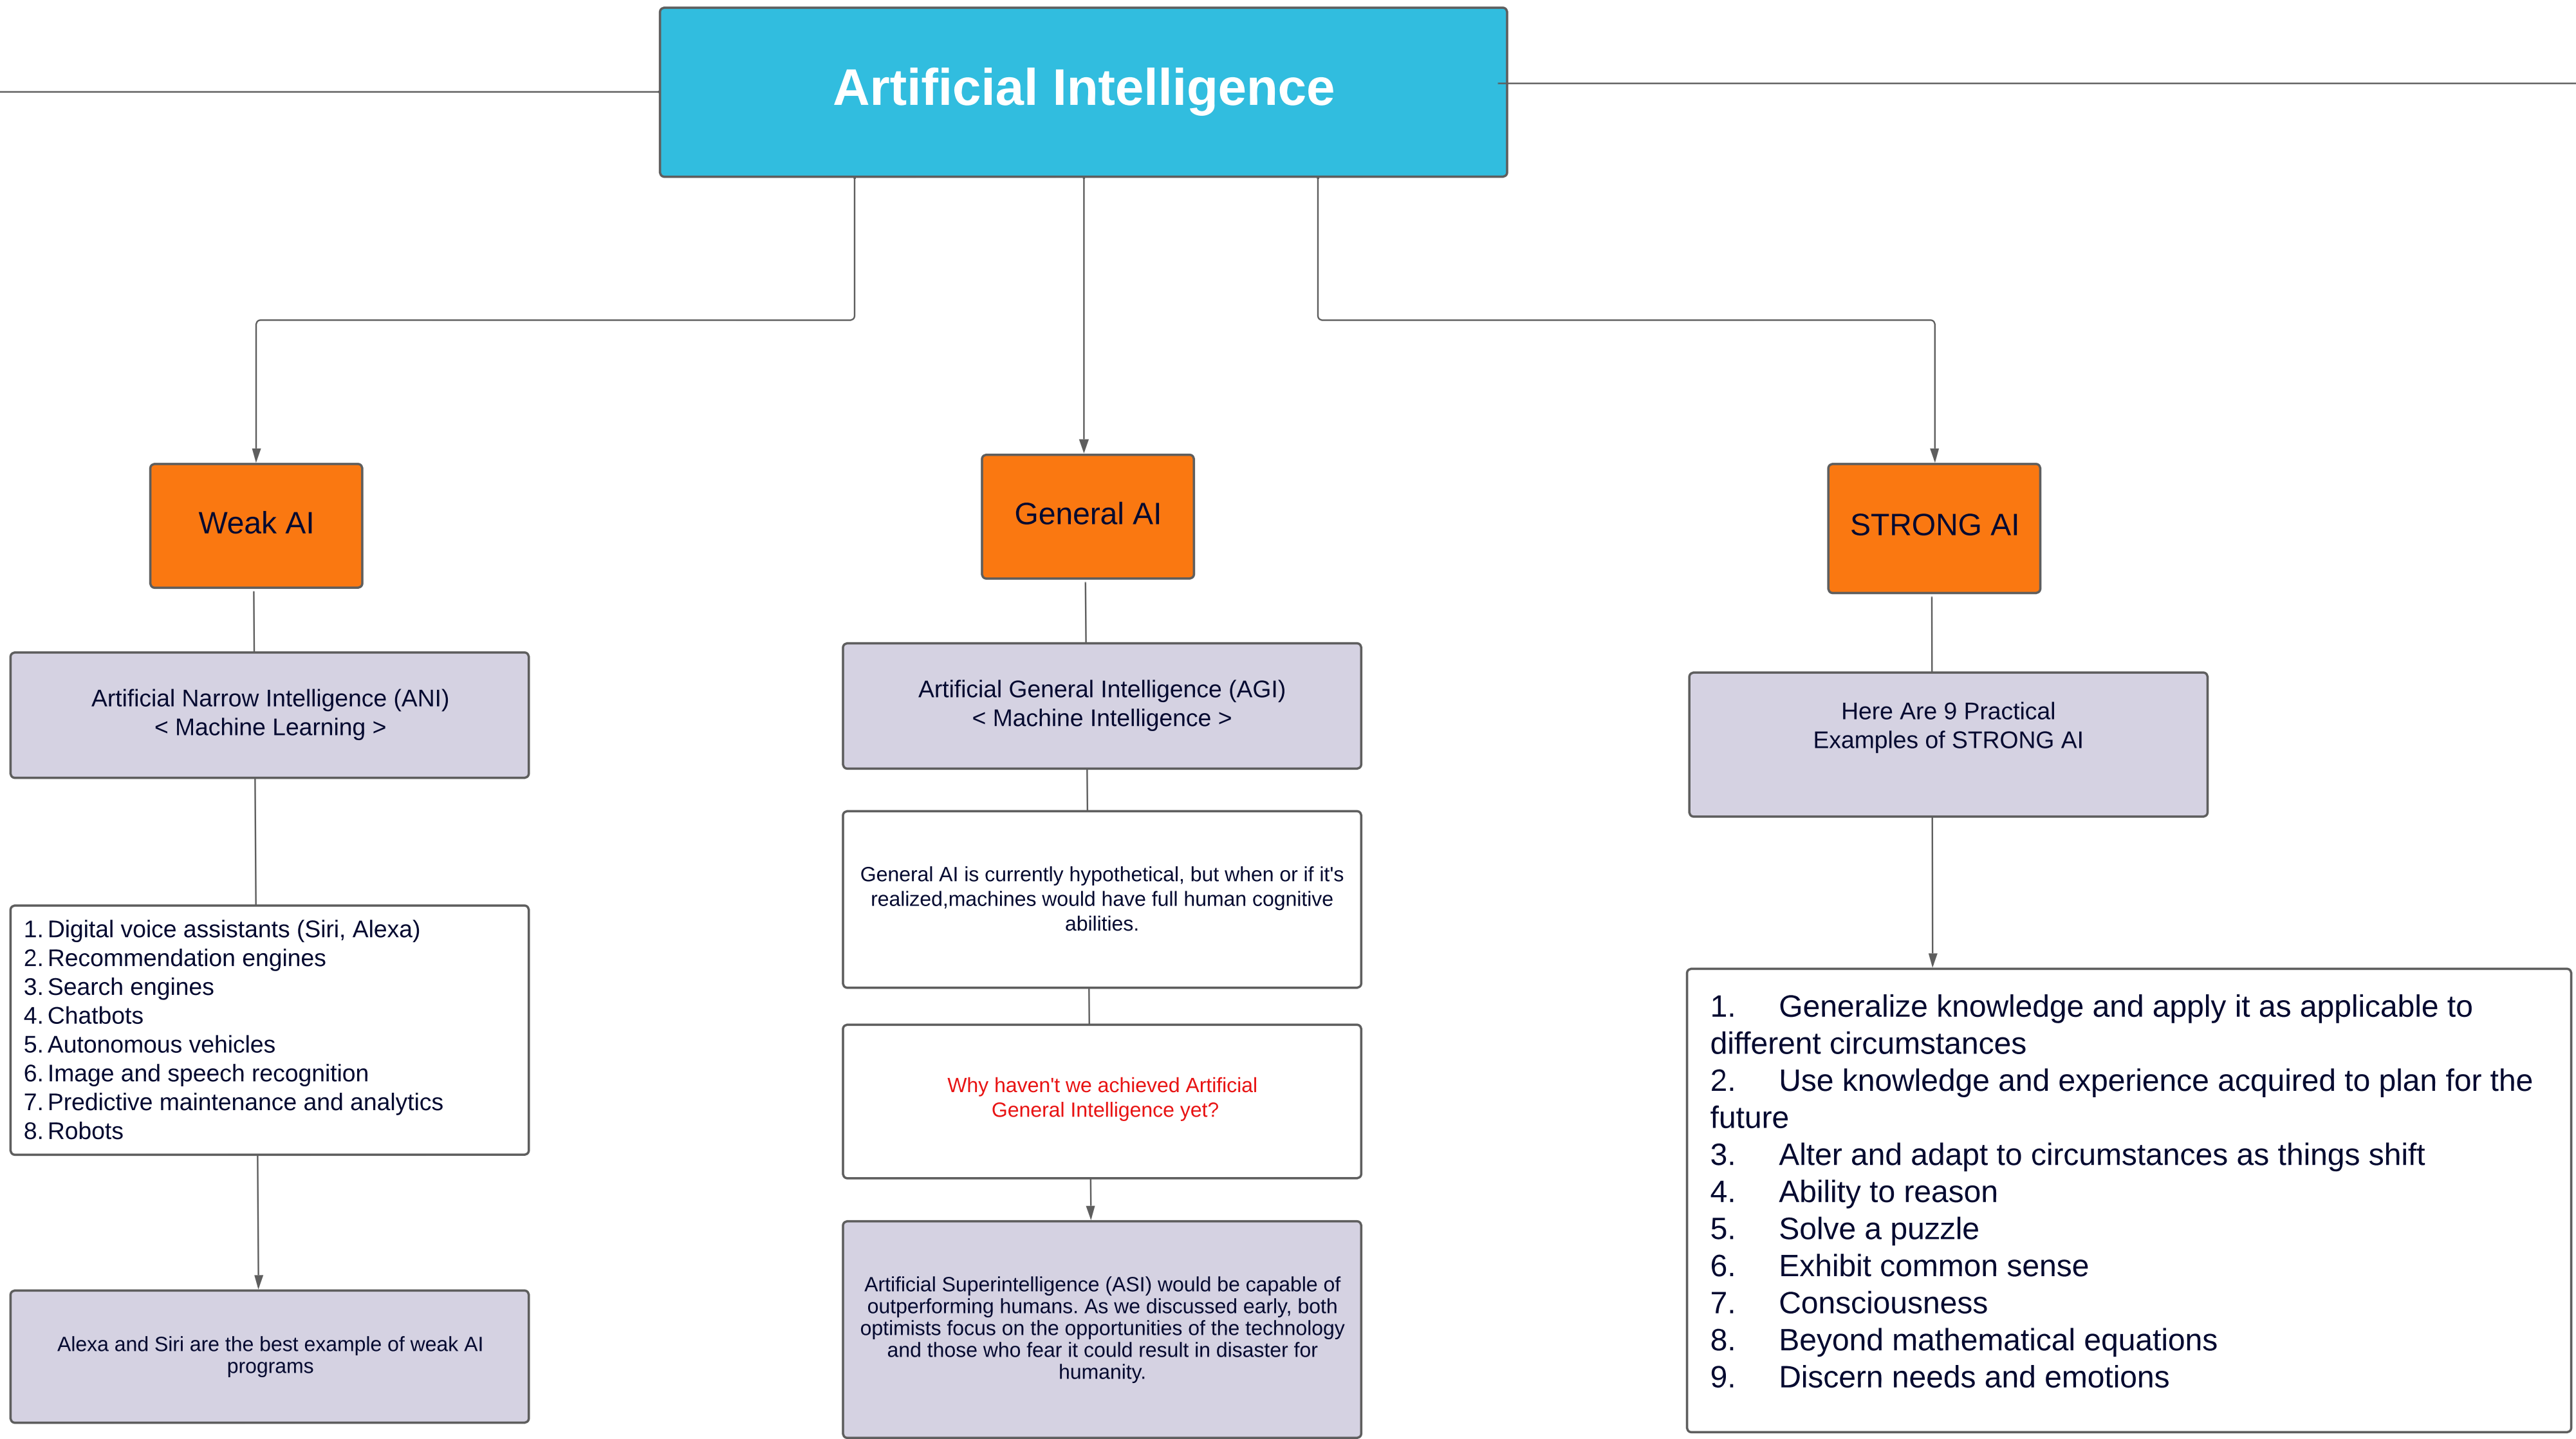 Artificial Intelligence
Weak AI
Artificial Narrow Intelligence (ANI)
< Machine Learning >
1. Digital voice assistants (Siri, Alexa)
2. Recommendation engines
3. Search engines
4. Chatbots
5. Autonomous vehicles
6. Image and speech recognition
7. Predictive maintenance and analytics
8. Robots
Alexa and Siri are the best example of weak AI
programs
General AI
Artificial General Intelligence (AGI)
< Machine Intelligence >
General AI is currently hypothetical, but when or if it's
realized,machines would have full human cognitive
abilities.
Why haven't we achieved Artificial
General Intelligence yet?
Artificial Superintelligence (ASI) would be capable of
outperforming humans. As we discussed early, both
optimists focus on the opportunities of the technology
and those who fear it could result in disaster for
humanity.
STRONG AI
Here Are 9 Practical
Examples of STRONG AI
1. Generalize knowledge and apply it as applicable to
different circumstances
2. Use knowledge and experience acquired to plan for the
future
3. Alter and adapt to circumstances as things shift
4. Ability to reason
5. Solve a puzzle
6. Exhibit common sense
7. Consciousness
8. Beyond mathematical equations
9. Discern needs and emotions